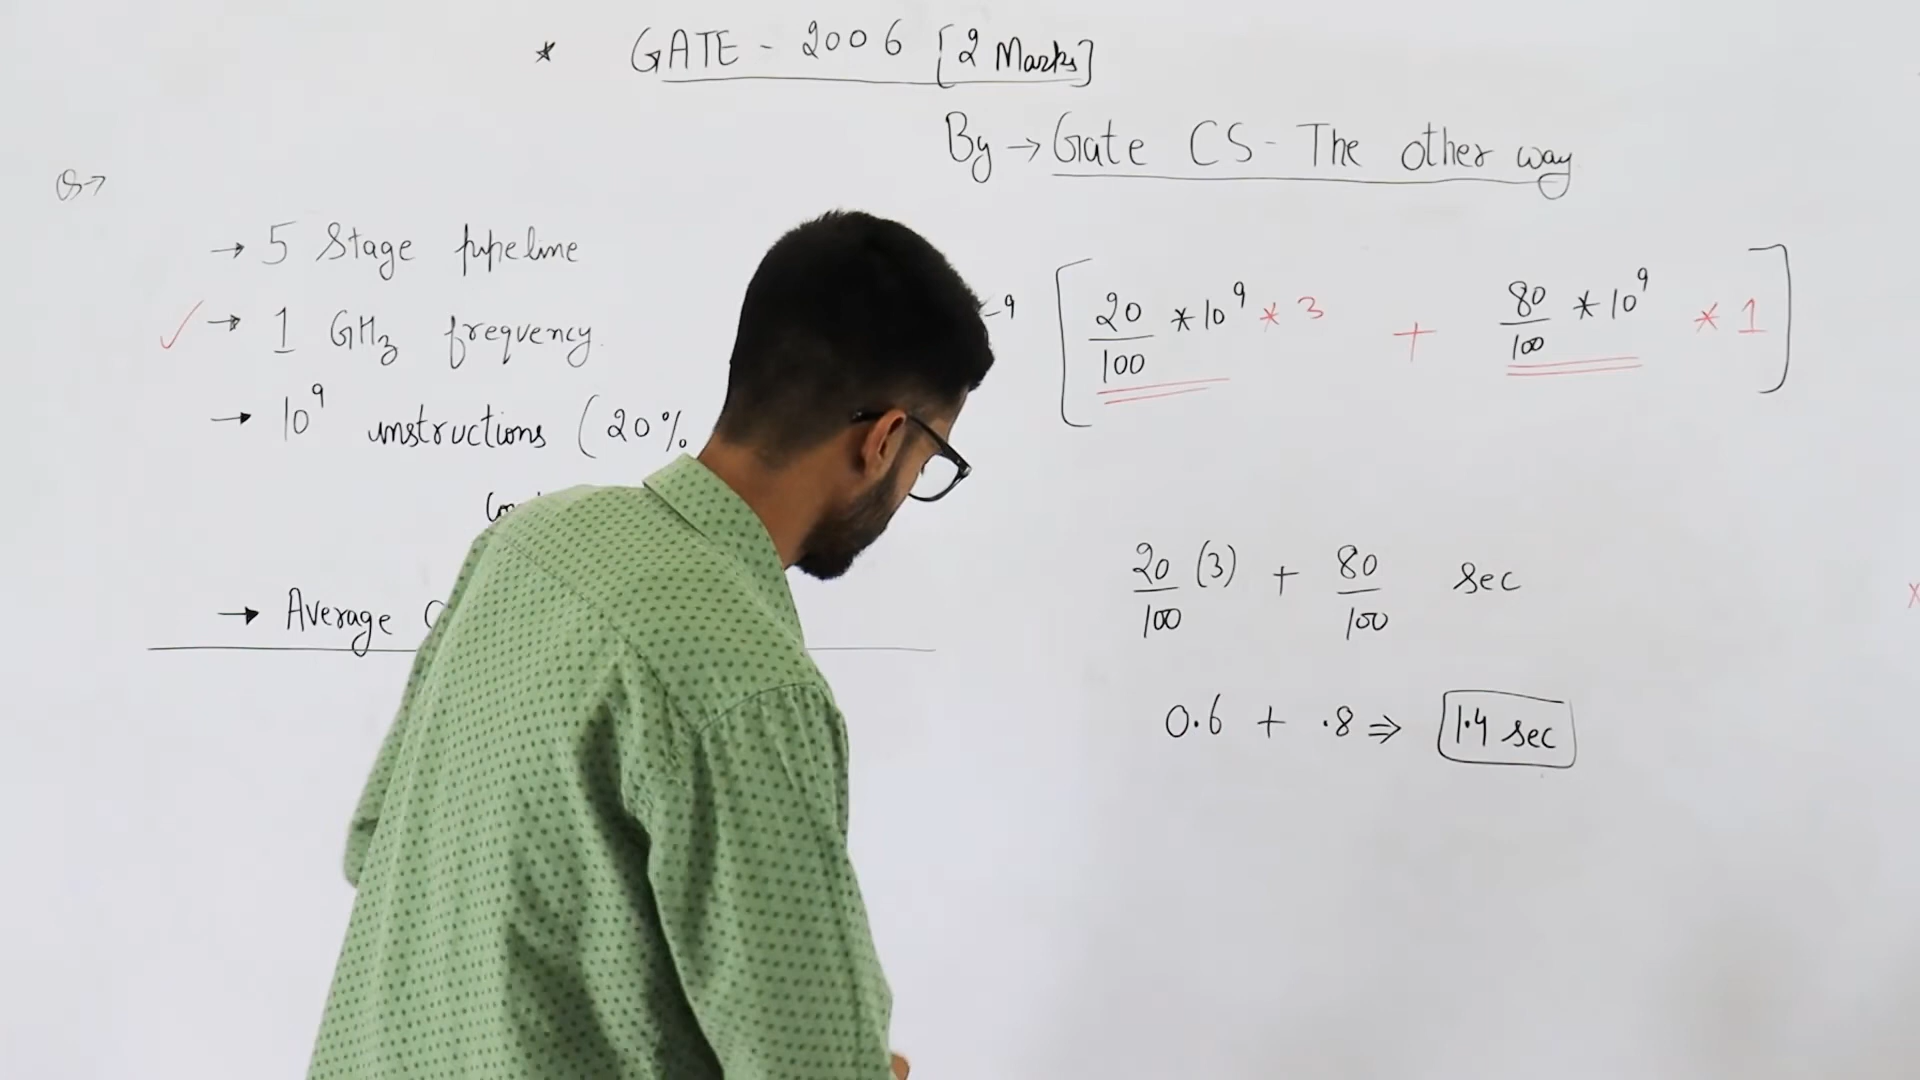 * GATE - 2006 [2 Marks]
By → Gate CS - The other way
Q→
→ 5 Stage pipeline
✓ → 1 GHz frequency.
→ 10⁹ instructions (20%
→ Average
⁻⁹ [ 20/100 * 10⁹ * 3 + 80/100 * 10⁹ * 1 ]
20/100 (3) + 80/100 sec
0.6 + .8 ⇒ 1.4 sec